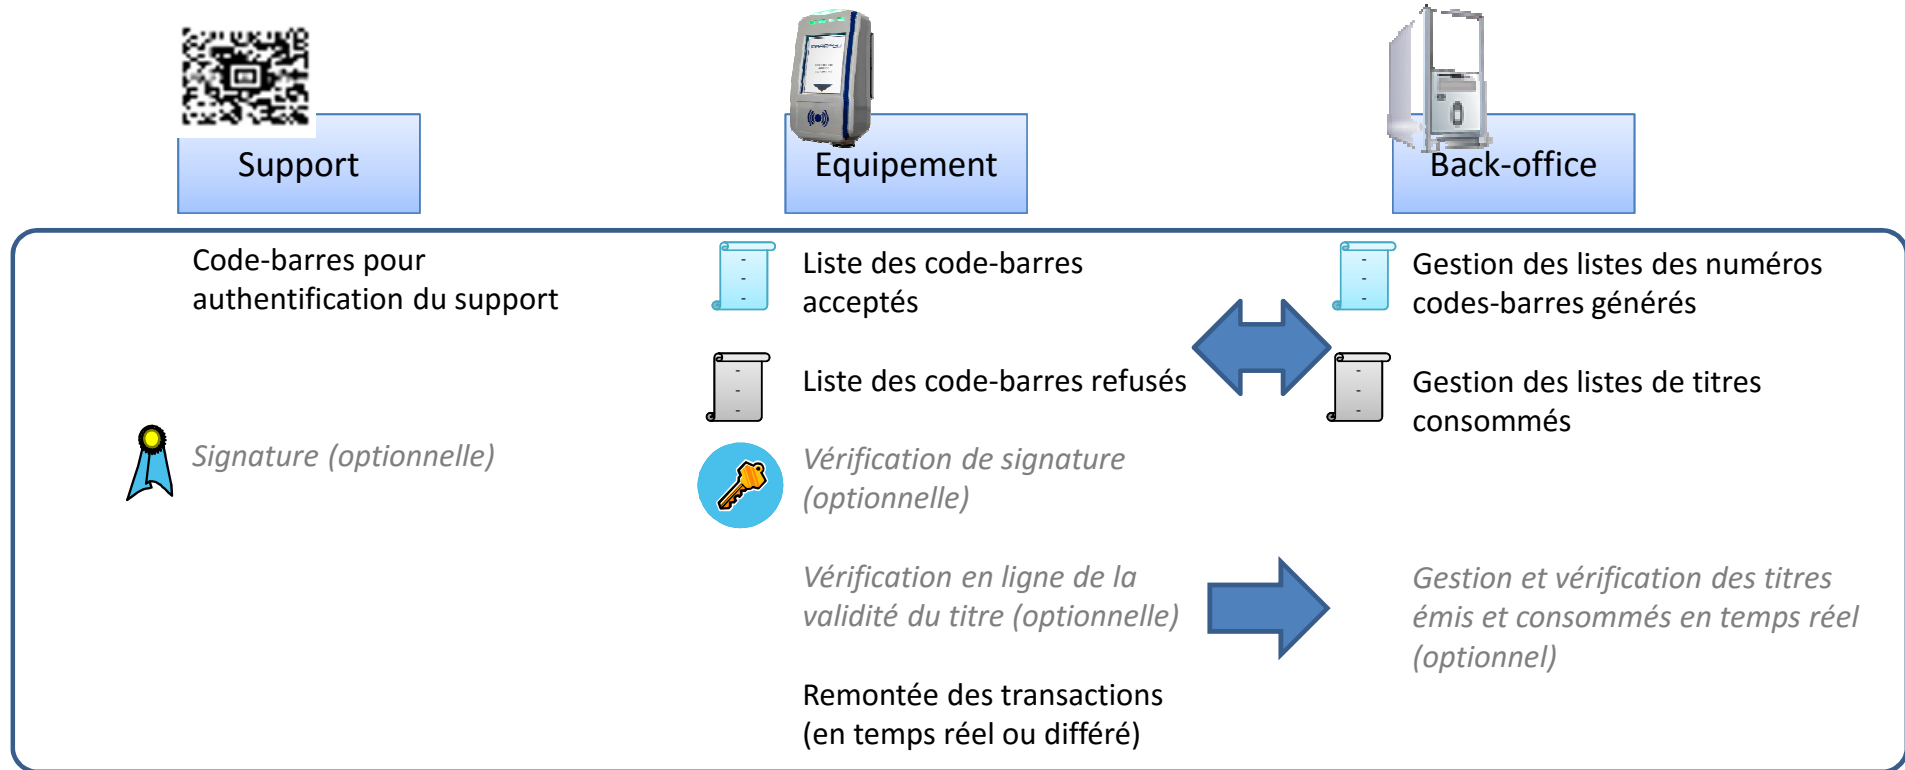 Support
Equipement
Back-office
Code-barres pour
authentification du support
Signature (optionnelle)
Liste des code-barres
acceptés
Liste des code-barres refusés
Vérification de signature
(optionnelle)
Vérification en ligne de la
validité du titre (optionnelle)
Remontée des transactions
(en temps réel ou différé)
Gestion des listes des numéros
codes-barres générés
Gestion des listes de titres
consommés
Gestion et vérification des titres
émis et consommés en temps réel
(optionnel)